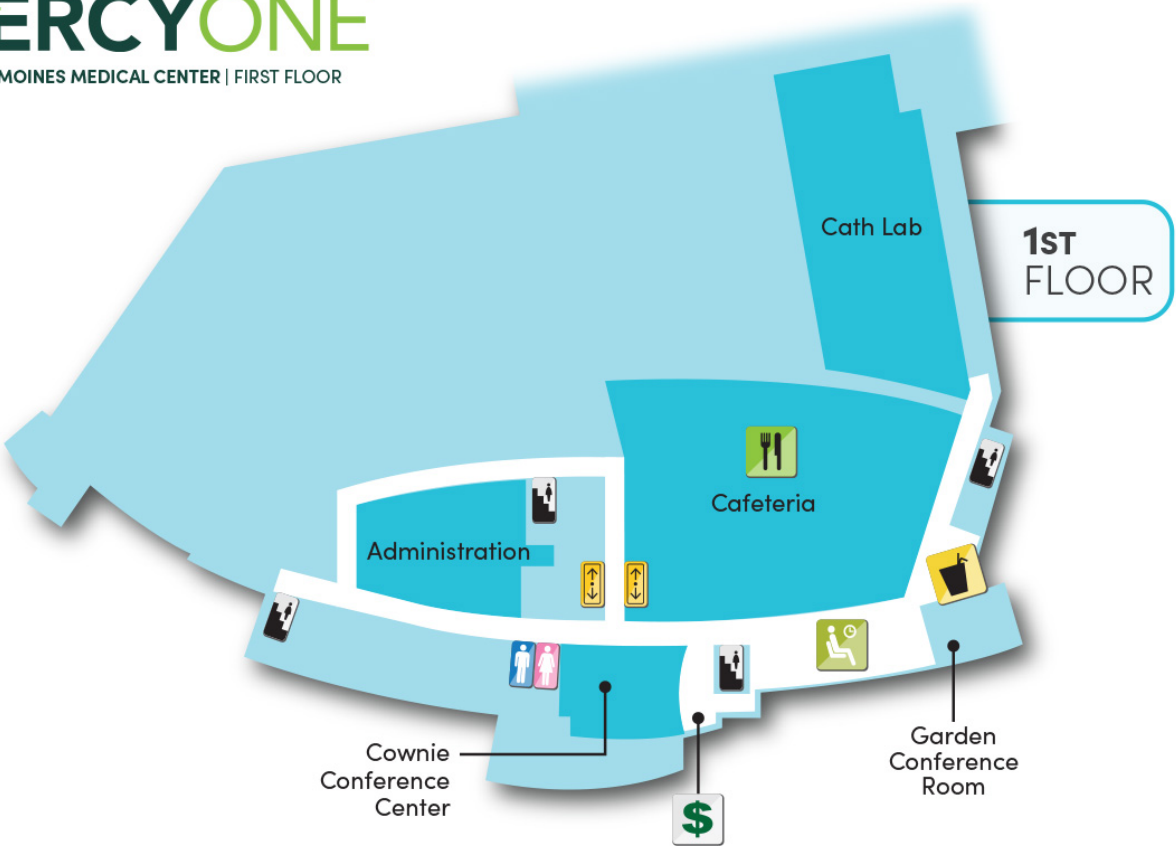 ERCYONE
MOINES MEDICAL CENTER | FIRST FLOOR
Cath Lab
1ST
FLOOR
Cafeteria
Administration
Cownie
Conference
Center
$
Garden
Conference
Room